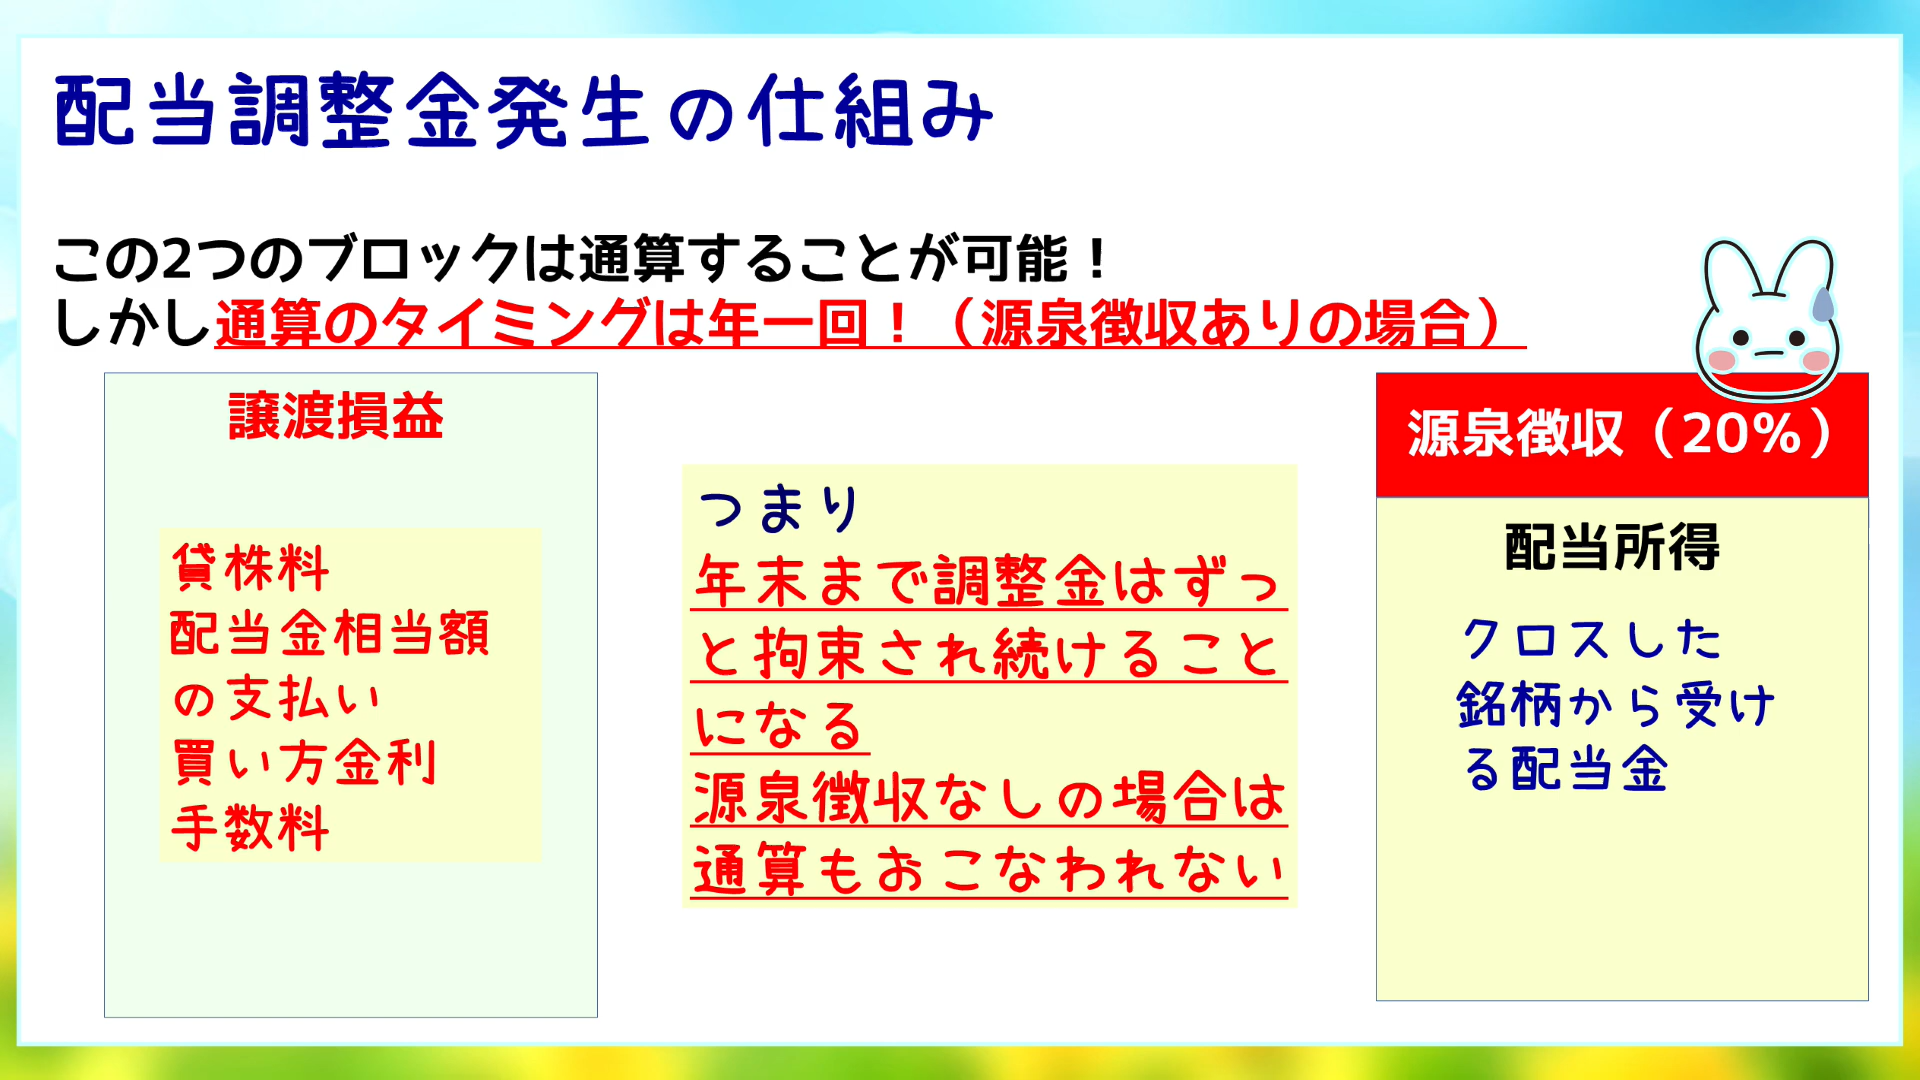 配当調整金発生の仕組み
この2つのブロックは通算することが可能！
しかし通算のタイミングは年一回！（源泉徴収ありの場合）
譲渡損益
貸株料
配当金相当額
の支払い
買い方金利
手数料
つまり
年末まで調整金はずっ
と拘束され続けること
になる
源泉徴収なしの場合は
通算もおこなわれない
源泉徴収（20%）
配当所得
クロスした
銘柄から受け
る配当金